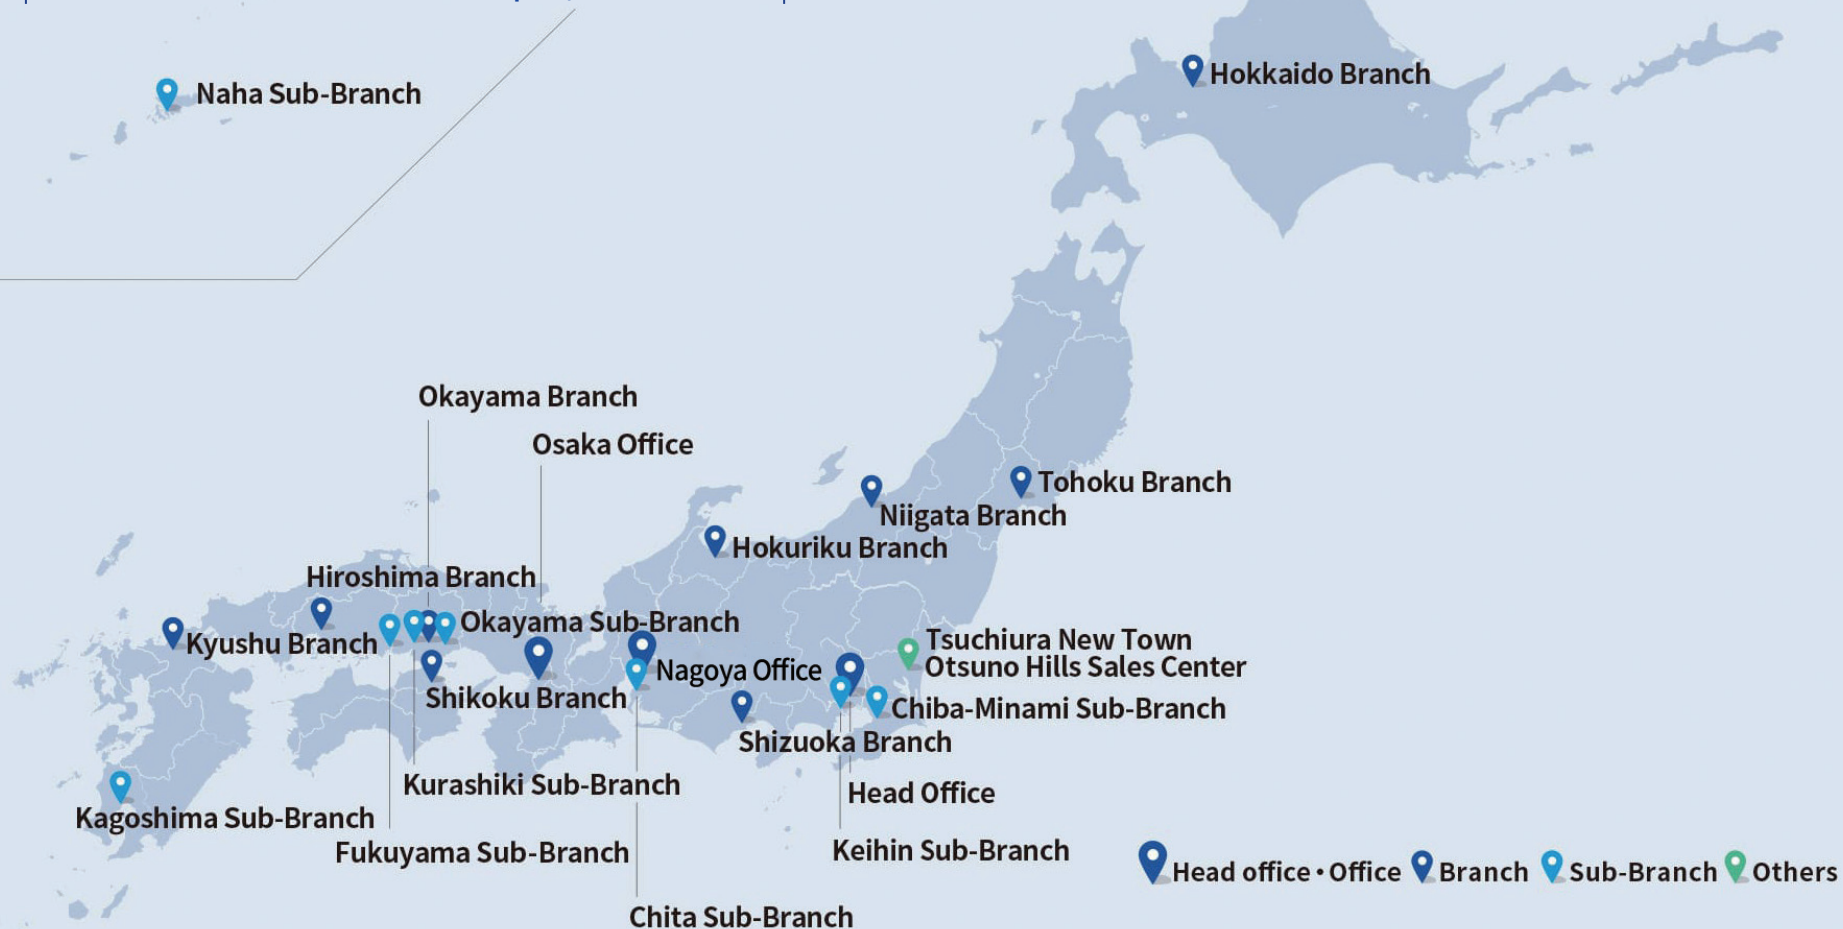 Naha Sub-Branch
Hokkaido Branch
Okayama Branch
Osaka Office
Tohoku Branch
Niigata Branch
Hokuriku Branch
Hiroshima Branch
Okayama Sub-Branch
Kyushu Branch
Tsuchiura New Town
Otsuno Hills Sales Center
Nagoya Office
Shikoku Branch
Chiba-Minami Sub-Branch
Shizuoka Branch
Kurashiki Sub-Branch
Head Office
Kagoshima Sub-Branch
Fukuyama Sub-Branch
Keihin Sub-Branch
Head office・Office Branch Sub-Branch Others
Chita Sub-Branch